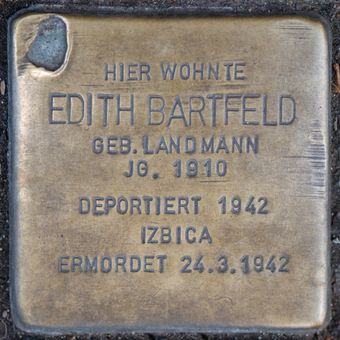 HIER WOHNTE
EDITH BARTFELD
GEB. LANDMANN
JG. 1910
DEPORTIERT 1942
IZBICA
ERMORDET 24.3.1942